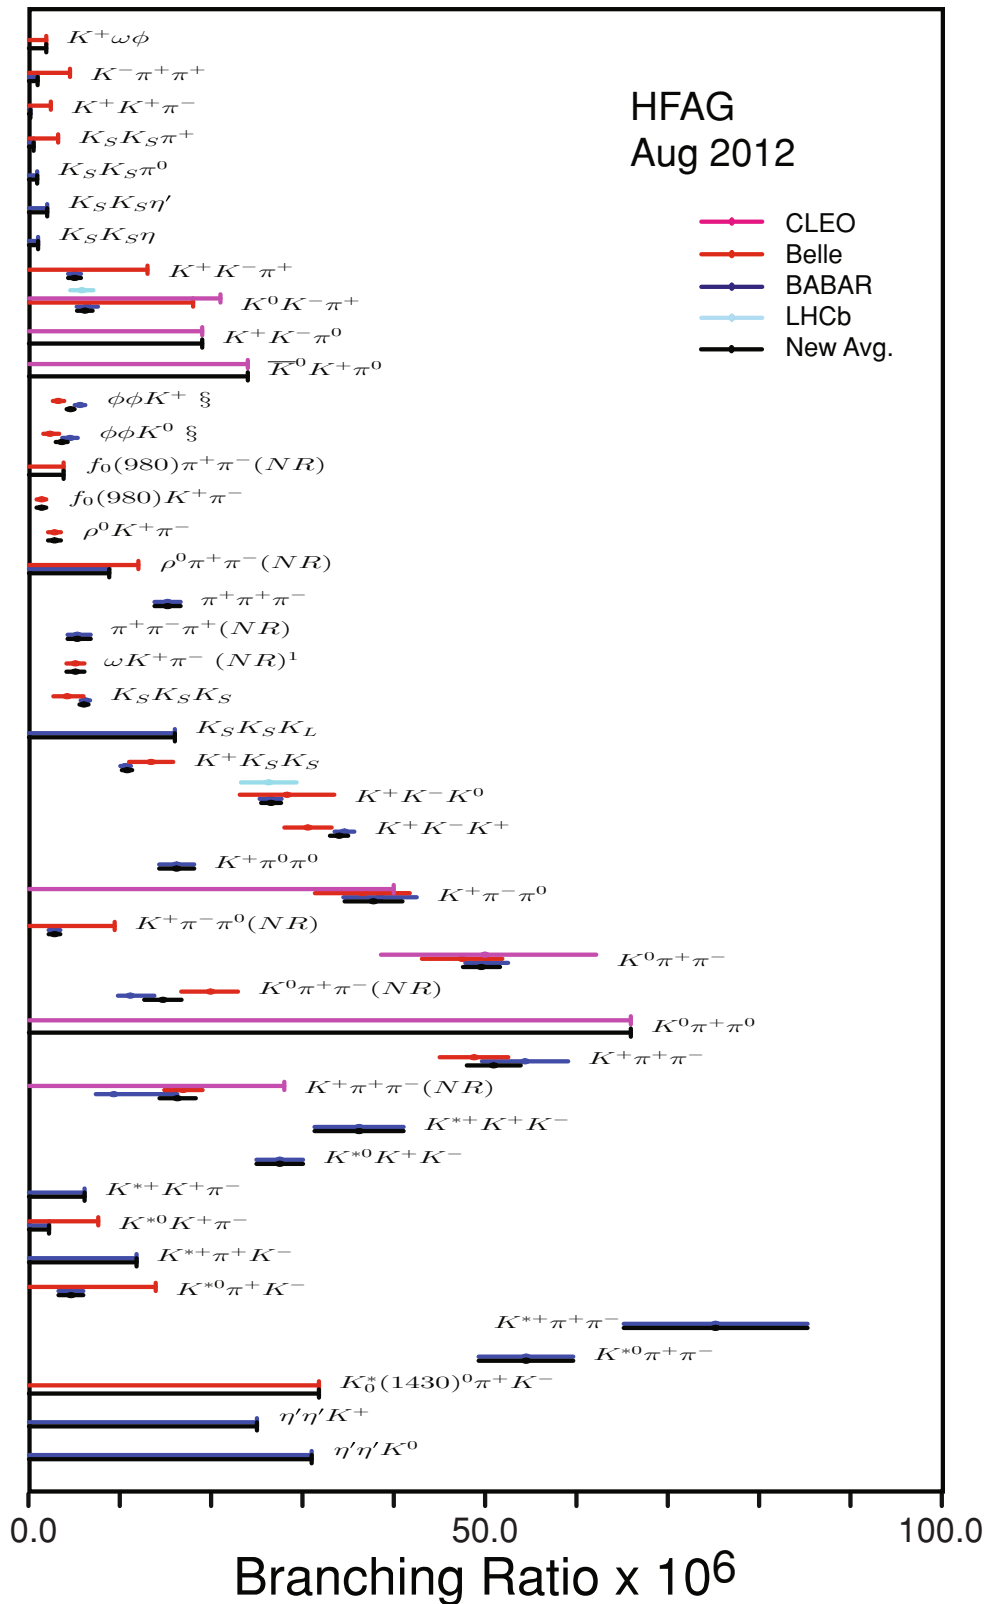 K⁺ωφ
K⁻π⁺π⁺
HFAG
K⁺K⁺π⁻
Aug 2012
K_SK_Sπ⁺
K_SK_Sπ⁰
K_SK_Sη′
K_SK_Sη
CLEO
Belle
BABAR
LHCb
New Avg.
K⁺K⁻π⁺
K⁰K⁻π⁺
K⁺K⁻π⁰
K̅⁰K⁺π⁰
φφK⁺ §
φφK⁰ §
f₀(980)π⁺π⁻(NR)
f₀(980)K⁺π⁻
ρ⁰K⁺π⁻
ρ⁰π⁺π⁻(NR)
π⁺π⁺π⁻
π⁺π⁻π⁺(NR)
ωK⁺π⁻ (NR)¹
K_SK_SK_S
K_SK_SK_L
K⁺K_SK_S
K⁺K⁻K⁰
K⁺K⁻K⁺
K⁺π⁰π⁰
K⁺π⁻π⁰
K⁺π⁻π⁰(NR)
K⁰π⁺π⁻
K⁰π⁺π⁻(NR)
K⁰π⁺π⁰
K⁺π⁺π⁻
K⁺π⁺π⁻(NR)
K*⁺K⁺K⁻
K*⁰K⁺K⁻
K*⁺K⁺π⁻
K*⁰K⁺π⁻
K*⁺π⁺K⁻
K*⁰π⁺K⁻
K*⁺π⁺π⁻
K*⁰π⁺π⁻
K₀*(1430)⁰π⁺K⁻
η′η′K⁺
η′η′K⁰
0.0 50.0 100.0
Branching Ratio x 10⁶